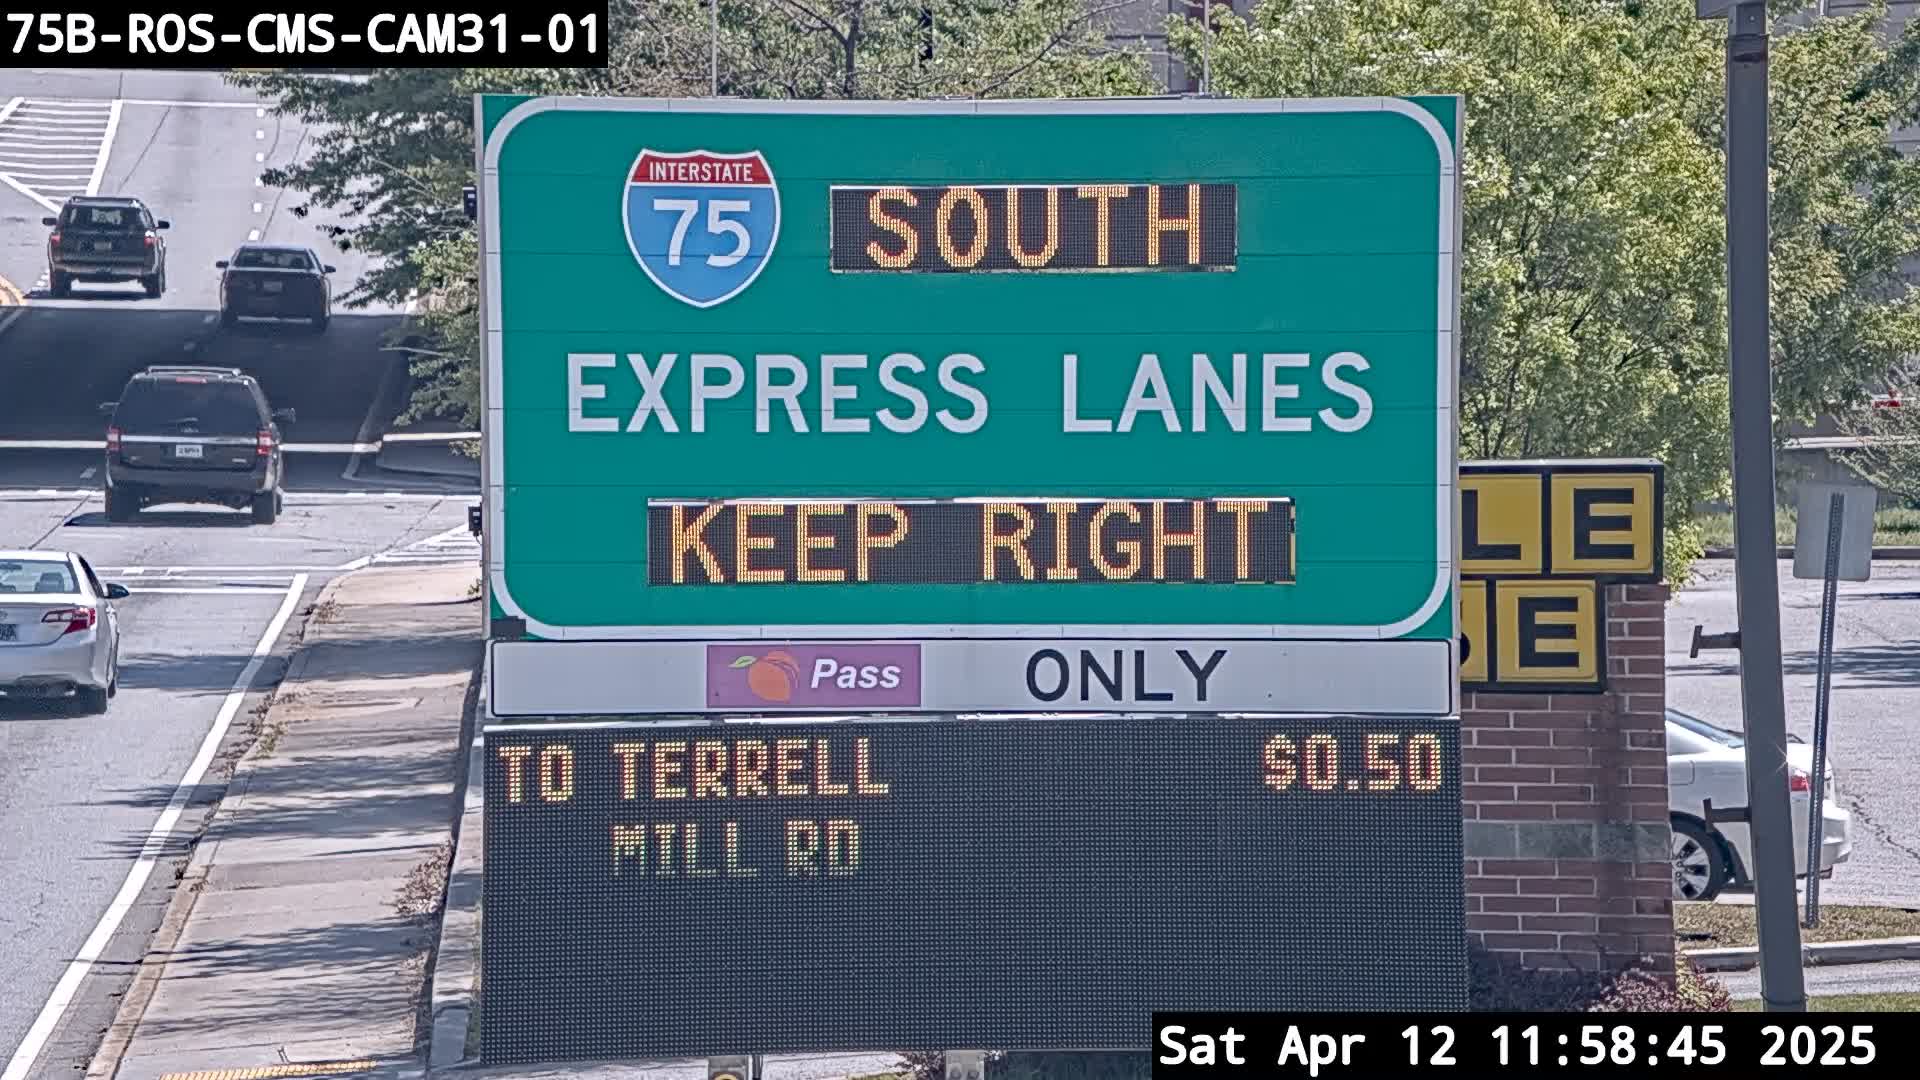 75B-ROS-CMS-CAM31-01
INTERSTATE
75
SOUTH
EXPRESS LANES
KEEP RIGHT
Pass ONLY
TO TERRELL $0.50
MILL RD
LE
E
Sat Apr 12 11:58:45 2025